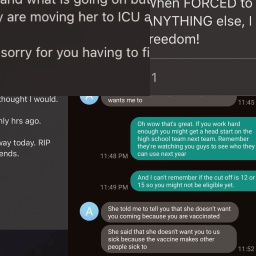 and what is going on but
y are moving her to ICU a
sorry for you having to fi
when FORCED to
ANYTHING else, I
reedom!
1
thought I would.
nly hrs ago.
way today. RIP
ends.
A
wants me to
11:45
Oh wow that's great. If you work hard
enough you might get a head start on the
high school team next team. Remember
they're watching you guys to see who they
can use next year
11:48 PM
And I can't remember if the cut off is 12 or
15 so you might not be eligible yet.
11:49 PM
A
She told me to tell you that she doesn't want
you coming because you are vaccinated
She said that she doesn't want you to us
sick because the vaccine makes other
people sick to
11:52